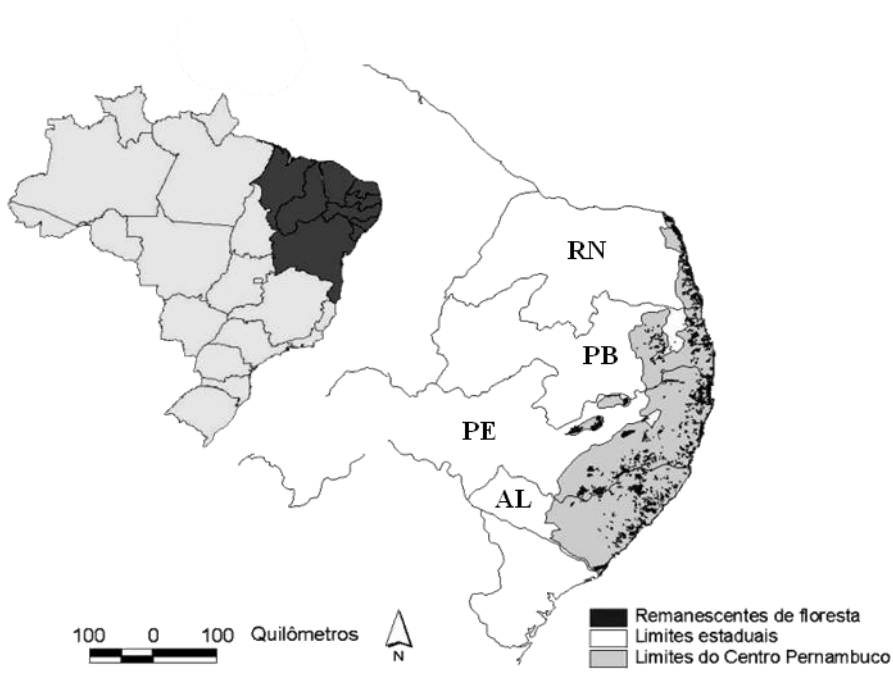 RN
PB
PE
AL
100 0 100 Quilômetros
N
Remanescentes de floresta
Limites estaduais
Limites do Centro Pernambuco